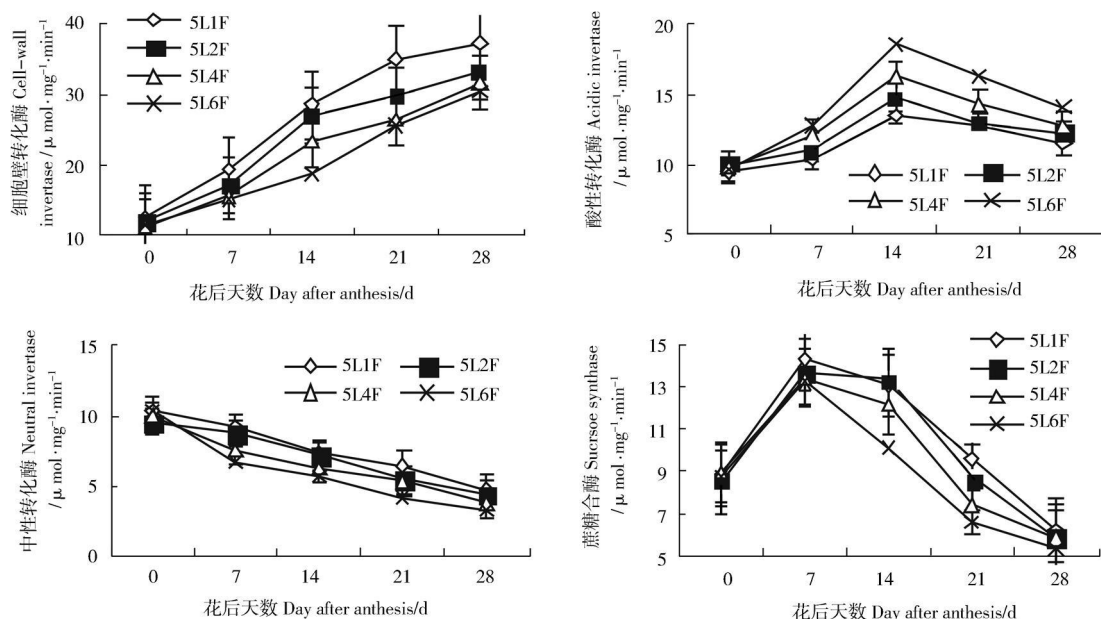 细胞壁转化酶 Cell-wall
invertase / μ mol·mg⁻¹·min⁻¹
40
30
20
10
5L1F
5L2F
5L4F
5L6F
0 7 14 21 28
花后天数 Day after anthesis/d
酸性转化酶 Acidic invertase
/ μ mol·mg⁻¹·min⁻¹
20
15
10
5
5L1F 5L2F
5L4F 5L6F
0 7 14 21 28
花后天数 Day after anthesis/d
中性转化酶 Neutral invertase
/ μ mol·mg⁻¹·min⁻¹
15
10
5
0
5L1F 5L2F
5L4F 5L6F
0 7 14 21 28
花后天数 Day after anthesis/d
蔗糖合酶 Sucrsoe synthase
/ μ mol·mg⁻¹·min⁻¹
15
13
11
9
7
5
5L1F
5L2F
5L4F
5L6F
0 7 14 21 28
花后天数 Day after anthesis/d